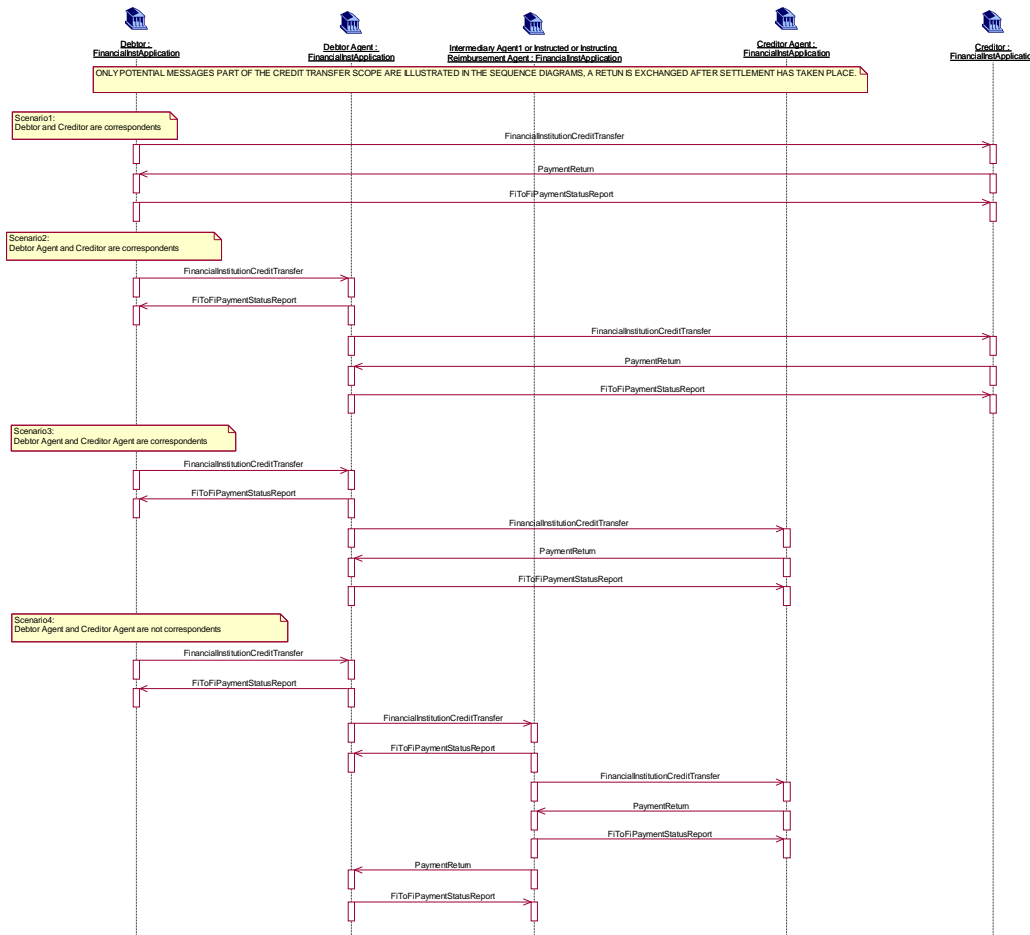 Debtor :
FinancialInstApplication
Debtor Agent :
FinancialInstApplication
Intermediary Agent1 or Instructed or Instructing
Reimbursement Agent : FinancialInstApplication
Creditor Agent :
FinancialInstApplication
Creditor :
FinancialInstApplication
ONLY POTENTIAL MESSAGES PART OF THE CREDIT TRANSFER SCOPE ARE ILLUSTRATED IN THE SEQUENCE DIAGRAMS, A RETUN IS EXCHANGED AFTER SETTLEMENT HAS TAKEN PLACE.
Scenario1:
Debtor and Creditor are correspondents
FinancialInstitutionCreditTransfer
PaymentReturn
FiToFiPaymentStatusReport
Scenario2:
Debtor Agent and Creditor are correspondents
FinancialInstitutionCreditTransfer
FiToFiPaymentStatusReport
FinancialInstitutionCreditTransfer
PaymentReturn
FiToFiPaymentStatusReport
Scenario3:
Debtor Agent and Creditor Agent are correspondents
FinancialInstitutionCreditTransfer
FiToFiPaymentStatusReport
FinancialInstitutionCreditTransfer
PaymentReturn
FiToFiPaymentStatusReport
Scenario4:
Debtor Agent and Creditor Agent are not correspondents
FinancialInstitutionCreditTransfer
FiToFiPaymentStatusReport
FinancialInstitutionCreditTransfer
FiToFiPaymentStatusReport
FinancialInstitutionCreditTransfer
PaymentReturn
FiToFiPaymentStatusReport
PaymentReturn
FiToFiPaymentStatusReport